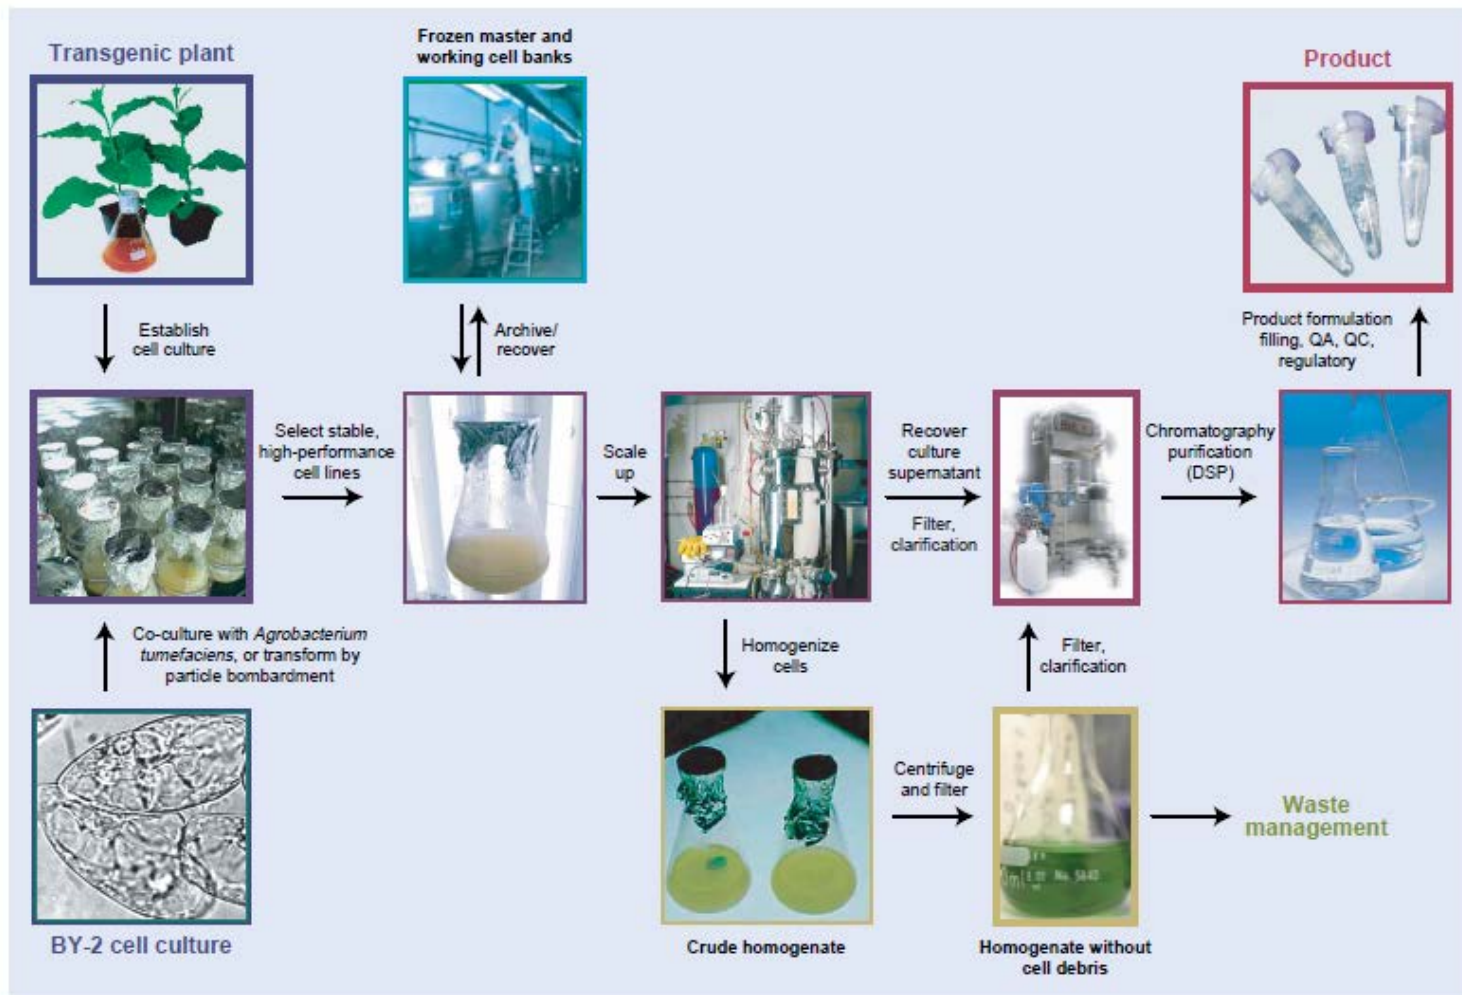 Transgenic plant
Frozen master and
working cell banks
Product
Establish
cell culture
Archive/
recover
Product formulation
filling, QA, QC,
regulatory
Select stable,
high-performance
cell lines
Scale
up
Recover
culture
supernatant
Filter,
clarification
Chromatography
purification
(DSP)
Co-culture with Agrobacterium
tumefaciens, or transform by
particle bombardment
Homogenize
cells
Filter,
clarification
Centrifuge
and filter
Waste
management
BY-2 cell culture
Crude homogenate
Homogenate without
cell debris